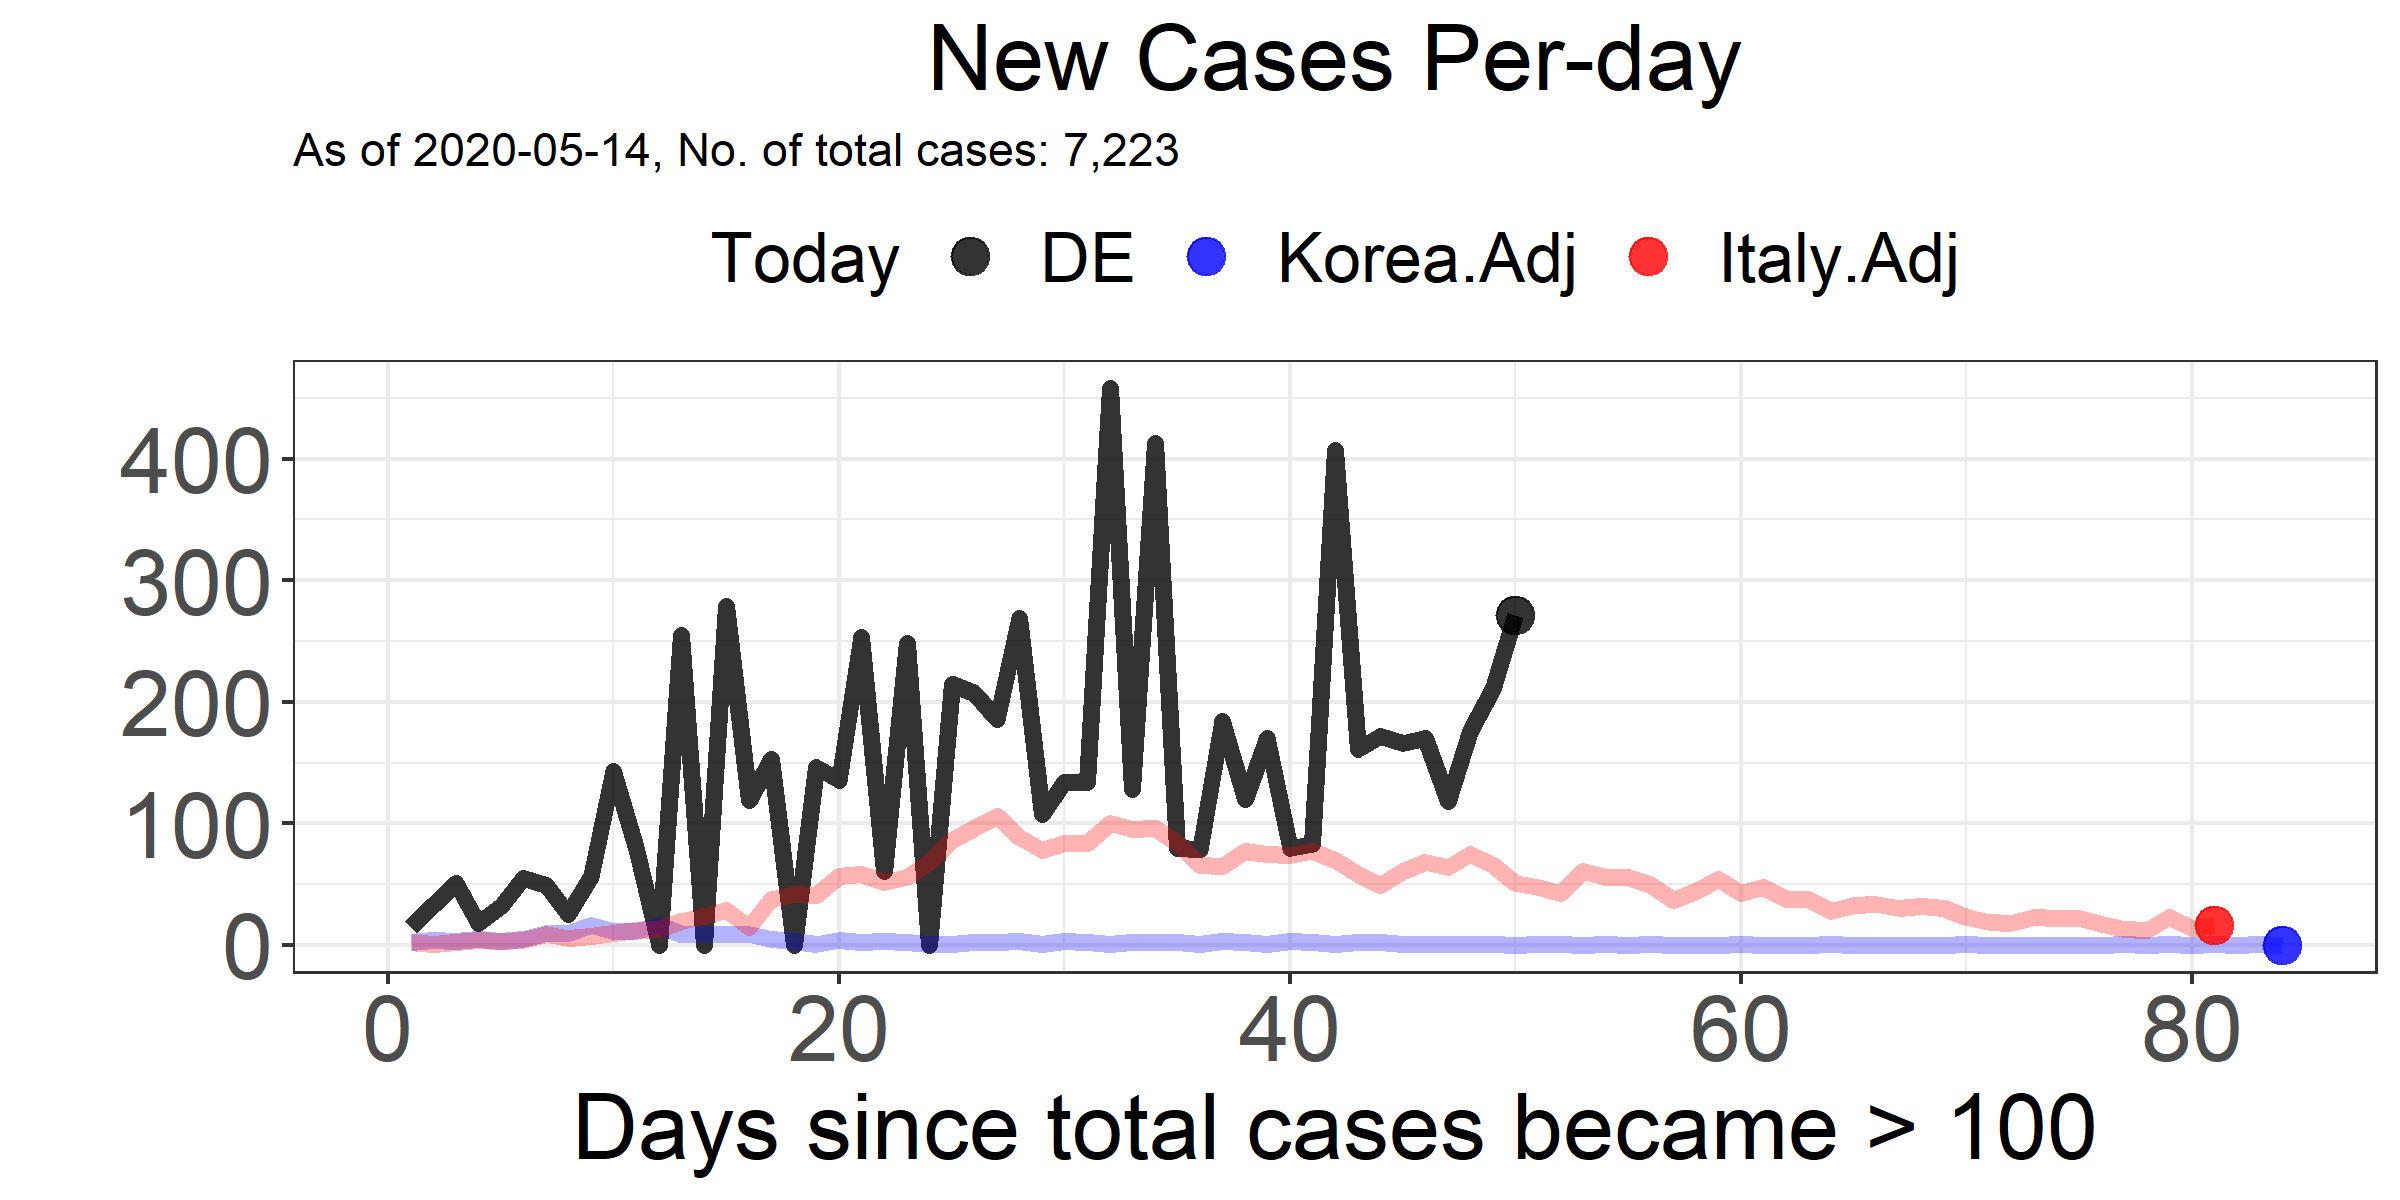 New Cases Per-day
As of 2020-05-14, No. of total cases: 7,223
Today DE Korea.Adj Italy.Adj
400
300
200
100
0
0 20 40 60 80
Days since total cases became > 100